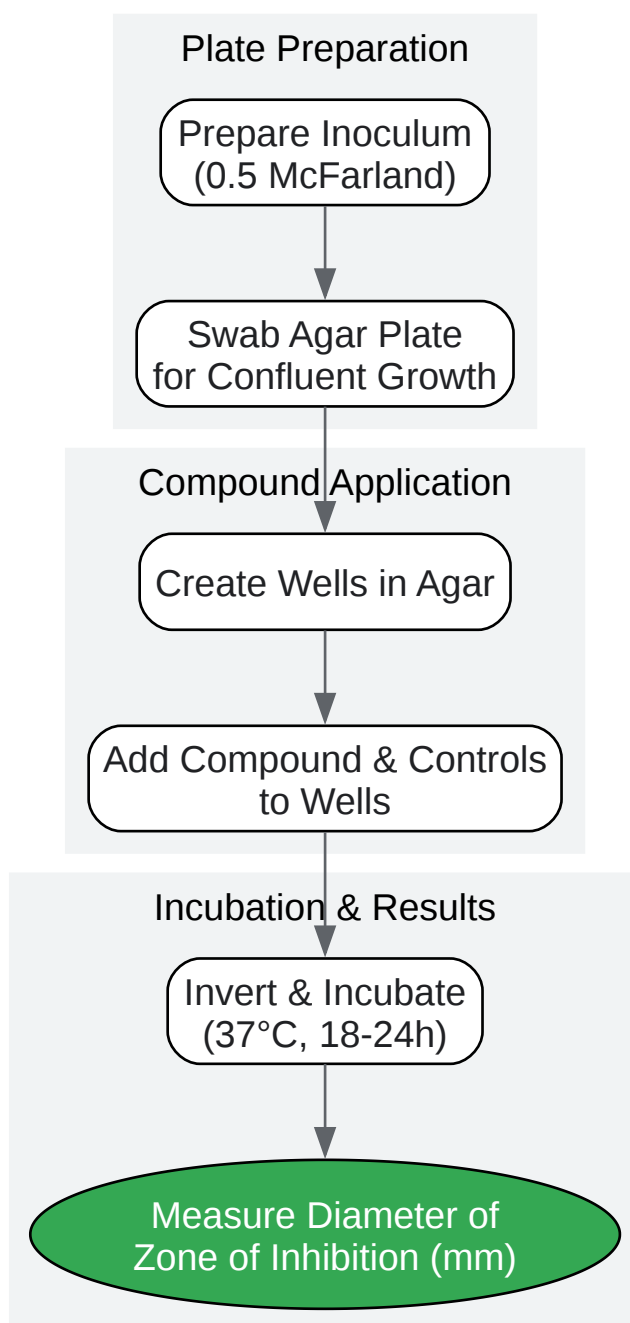 Plate Preparation
Prepare Inoculum
(0.5 McFarland)
Swab Agar Plate
for Confluent Growth
Compound Application
Create Wells in Agar
Add Compound & Controls
to Wells
Incubation & Results
Invert & Incubate
(37°C, 18-24h)
Measure Diameter of
Zone of Inhibition (mm)